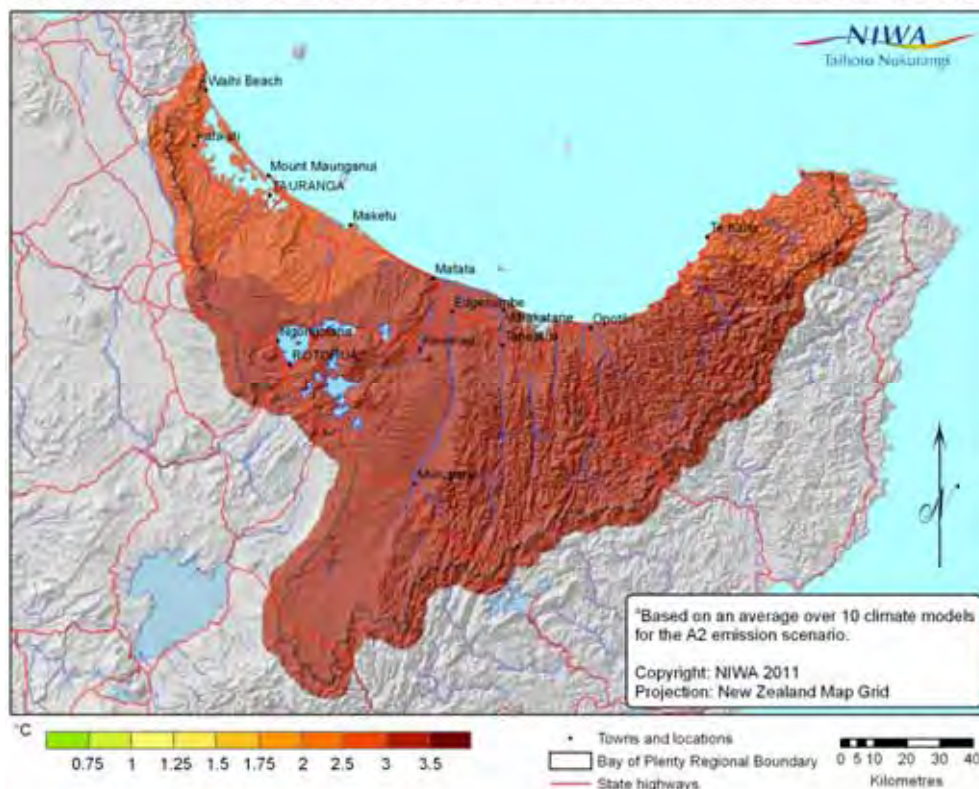 NIWA
Taihoro Nukurangi
Waihi Beach
Katikati
Mount Maunganui
TAURANGA
Maketu
Te Kaha
Matata
Edgecumbe
Whakatane
Opotiki
Taneatua
Ngongotaha
Kawerau
ROTORUA
Murupara
N
*Based on an average over 10 climate models
for the A2 emission scenario.
Copyright: NIWA 2011
Projection: New Zealand Map Grid
°C
0.75 1 1.25 1.5 1.75 2 2.5 3 3.5
Towns and locations
Bay of Plenty Regional Boundary
State highways
0 5 10 20 30 40
Kilometres